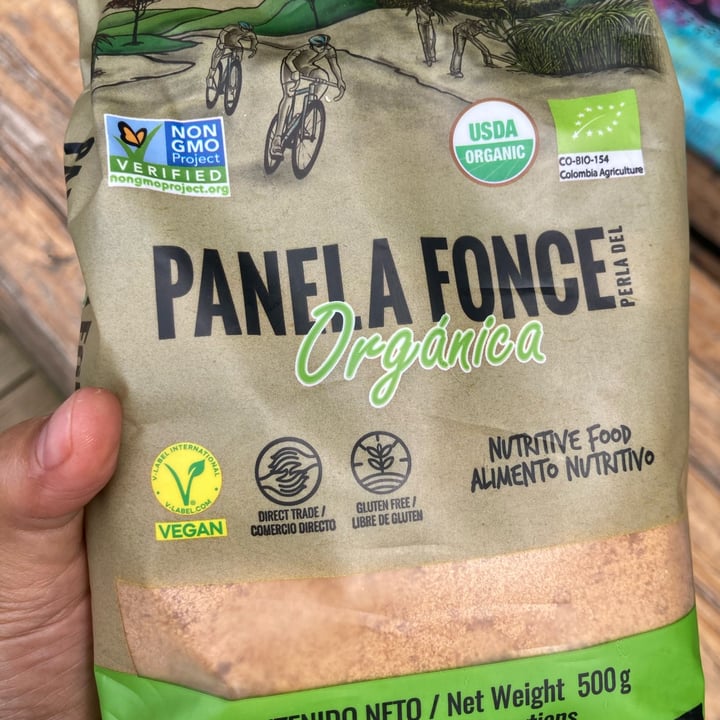 NON
GMO
Project
VERIFIED
nongmoproject.org
USDA
ORGANIC
CO-BIO-154
Colombia Agriculture
PANELA FONCE
PERLA DEL
Orgánica
V-LABEL INTERNATIONAL
V-LABEL.COM
VEGAN
DIRECT TRADE /
COMERCIO DIRECTO
GLUTEN FREE /
LIBRE DE GLUTEN
NUTRITIVE FOOD
ALIMENTO NUTRITIVO
NETO / Net Weight 500 g